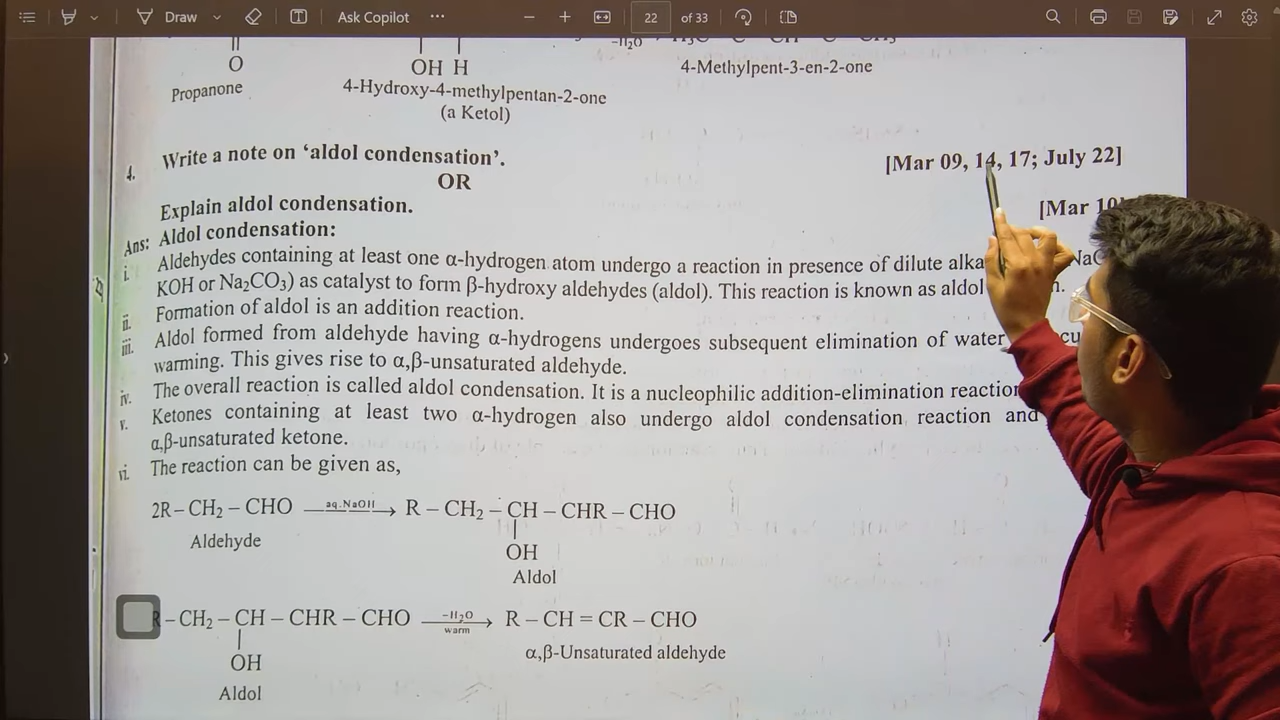 Draw
Ask Copilot
22 of 33
O
OH H
–H₂O
Propanone
4-Hydroxy-4-methylpentan-2-one
(a Ketol)
4-Methylpent-3-en-2-one
4. Write a note on ‘aldol condensation’. [Mar 09, 14, 17; July 22]
OR
Explain aldol condensation. [Mar 10]
Ans: Aldol condensation:
i. Aldehydes containing at least one α-hydrogen atom undergo a reaction in presence of dilute
KOH or Na₂CO₃) as catalyst to form β-hydroxy aldehydes (aldol). This reaction is known as aldol
ii. Formation of aldol is an addition reaction.
iii. Aldol formed from aldehyde having α-hydrogens undergoes subsequent elimination of water
warming. This gives rise to α,β-unsaturated aldehyde.
iv. The overall reaction is called aldol condensation. It is a nucleophilic addition-elimination
v. Ketones containing at least two α-hydrogen also undergo aldol condensation reaction and
α,β-unsaturated ketone.
vi. The reaction can be given as,
2R – CH₂ – CHO aq.NaOH → R – CH₂ – CH – CHR – CHO
OH
Aldehyde
Aldol
R – CH₂ – CH – CHR – CHO –H₂O warm → R – CH = CR – CHO
OH
Aldol
α,β-Unsaturated aldehyde